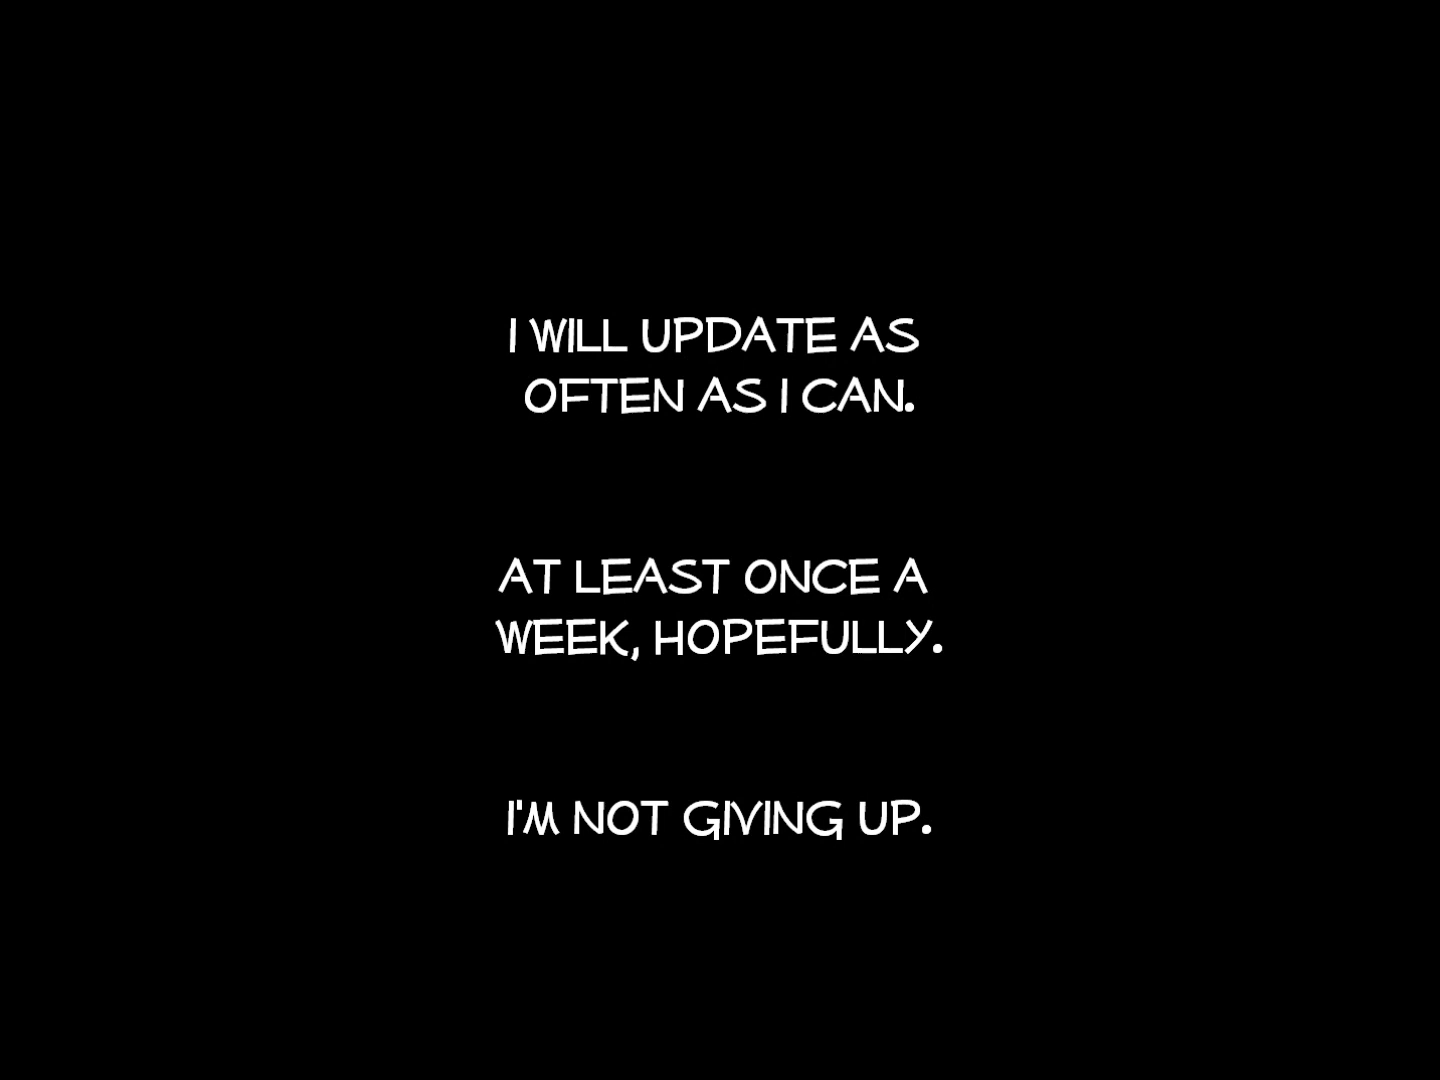 I WILL UPDATE AS
OFTEN AS I CAN.
AT LEAST ONCE A
WEEK, HOPEFULLY.
I'M NOT GIVING UP.